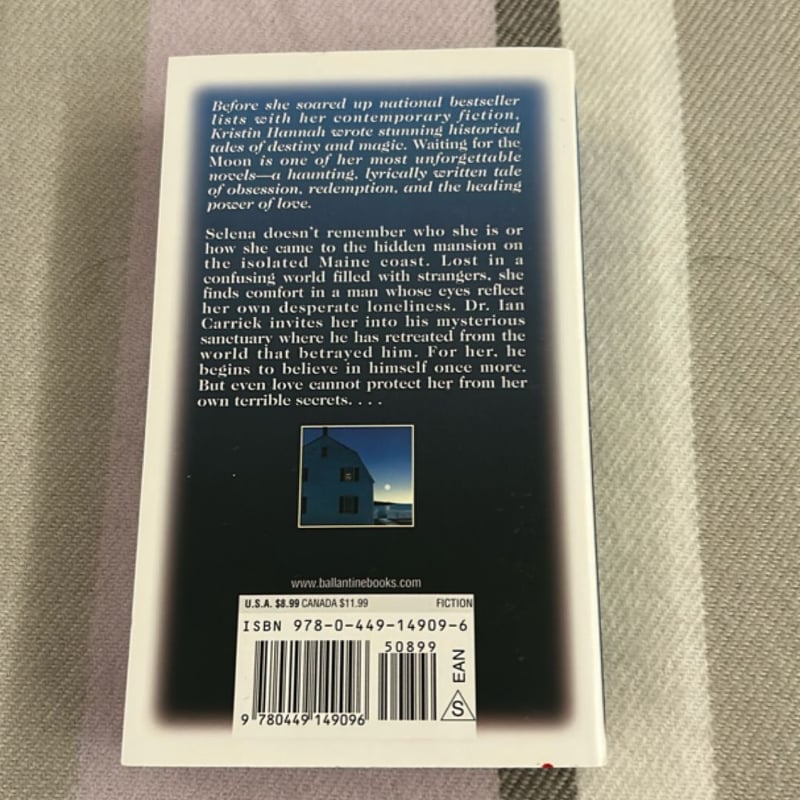 Before she soared up national bestseller
lists with her contemporary fiction,
Kristin Hannah wrote stunning historical
tales of destiny and magic. Waiting for the
Moon is one of her most unforgettable
novels—a haunting, lyrically written tale
of obsession, redemption, and the healing
power of love.
Selena doesn't remember who she is or
how she came to the hidden mansion on
the isolated Maine coast. Lost in a
confusing world filled with strangers, she
finds comfort in a man whose eyes reflect
her own desperate loneliness. Dr. Ian
Carrick invites her into his mysterious
sanctuary where he has retreated from the
world that betrayed him. For her, he
begins to believe in himself once more.
But even love cannot protect her from her
own terrible secrets. . . .
www.ballantinebooks.com
U.S.A. $8.99 CANADA $11.99 FICTION
ISBN 978-0-449-14909-6
50899
EAN
S
9 780449 149096